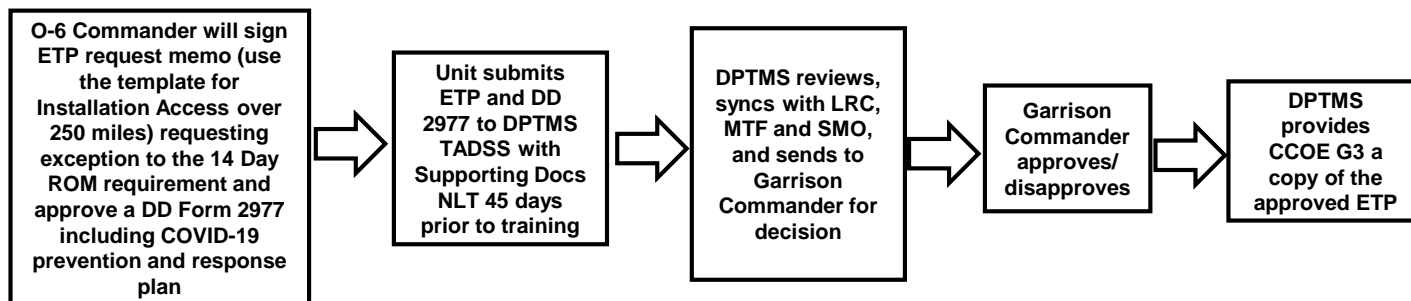 O-6 Commander will sign
ETP request memo (use
the template for
Installation Access over
250 miles) requesting
exception to the 14 Day
ROM requirement and
approve a DD Form 2977
including COVID-19
prevention and response
plan
Unit submits
ETP and DD
2977 to DPTMS
TADSS with
Supporting Docs
NLT 45 days
prior to training
DPTMS reviews,
syncs with LRC,
MTF and SMO,
and sends to
Garrison
Commander for
decision
Garrison
Commander
approves/
disapproves
DPTMS
provides
CCOE G3 a
copy of the
approved ETP